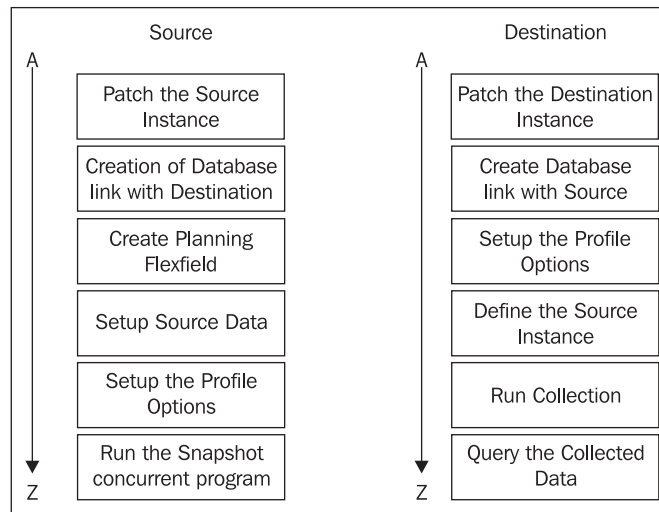 Source
A
Patch the Source
Instance
Creation of Database
link with Destination
Create Planning
Flexfield
Setup Source Data
Setup the Profile
Options
Run the Snapshot
concurrent program
Z
Destination
A
Patch the Destination
Instance
Create Database
link with Source
Setup the Profile
Options
Define the Source
Instance
Run Collection
Query the Collected
Data
Z